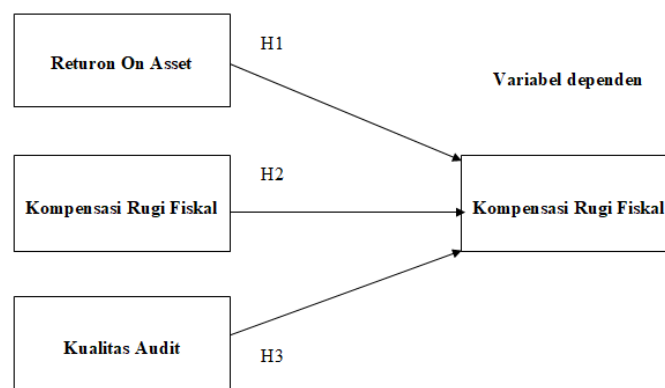 H1
Returon On Asset
Variabel dependen
H2
Kompensasi Rugi Fiskal
Kompensasi Rugi Fiskal
Kualitas Audit
H3